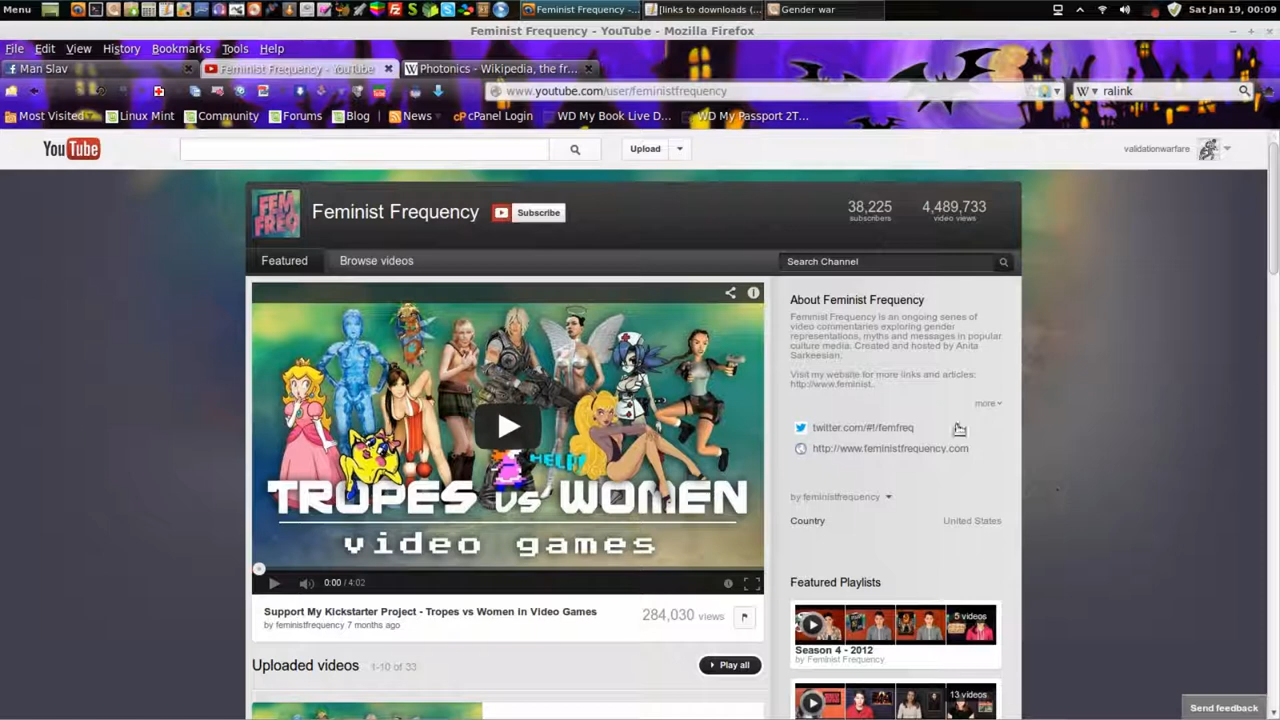 Menu
Feminist Frequency -...
[links to downloads (...
Gender war
Sat Jan 19, 00:09
Feminist Frequency - YouTube - Mozilla Firefox
File Edit View History Bookmarks Tools Help
Man Slav
Feminist Frequency - YouTube
Photonics - Wikipedia, the fr...
www.youtube.com/user/feministfrequency
ralink
Most Visited
Linux Mint
Community
Forums
Blog
News
cPanel Login
WD My Book Live D...
WD My Passport 2T...
YouTube
Upload
validationwarfare
FEM FREQ
Feminist Frequency
Subscribe
38,225
subscribers
4,489,733
video views
Featured
Browse videos
Search Channel
HELP!
TROPES vs WOMEN
video games
0:00 / 4:02
Support My Kickstarter Project - Tropes vs Women in Video Games
by feministfrequency 7 months ago
284,030 views
Uploaded videos 1-10 of 33
Play all
About Feminist Frequency
Feminist Frequency is an ongoing series of
video commentaries exploring gender
representations, myths and messages in popular
culture media. Created and hosted by Anita
Sarkeesian.
Visit my website for more links and articles:
http://www.feminist..
more
twitter.com/#!/femfreq
http://www.feministfrequency.com
by feministfrequency
Country
United States
Featured Playlists
5 videos
Season 4 - 2012
by Feminist Frequency
13 videos
Send feedback